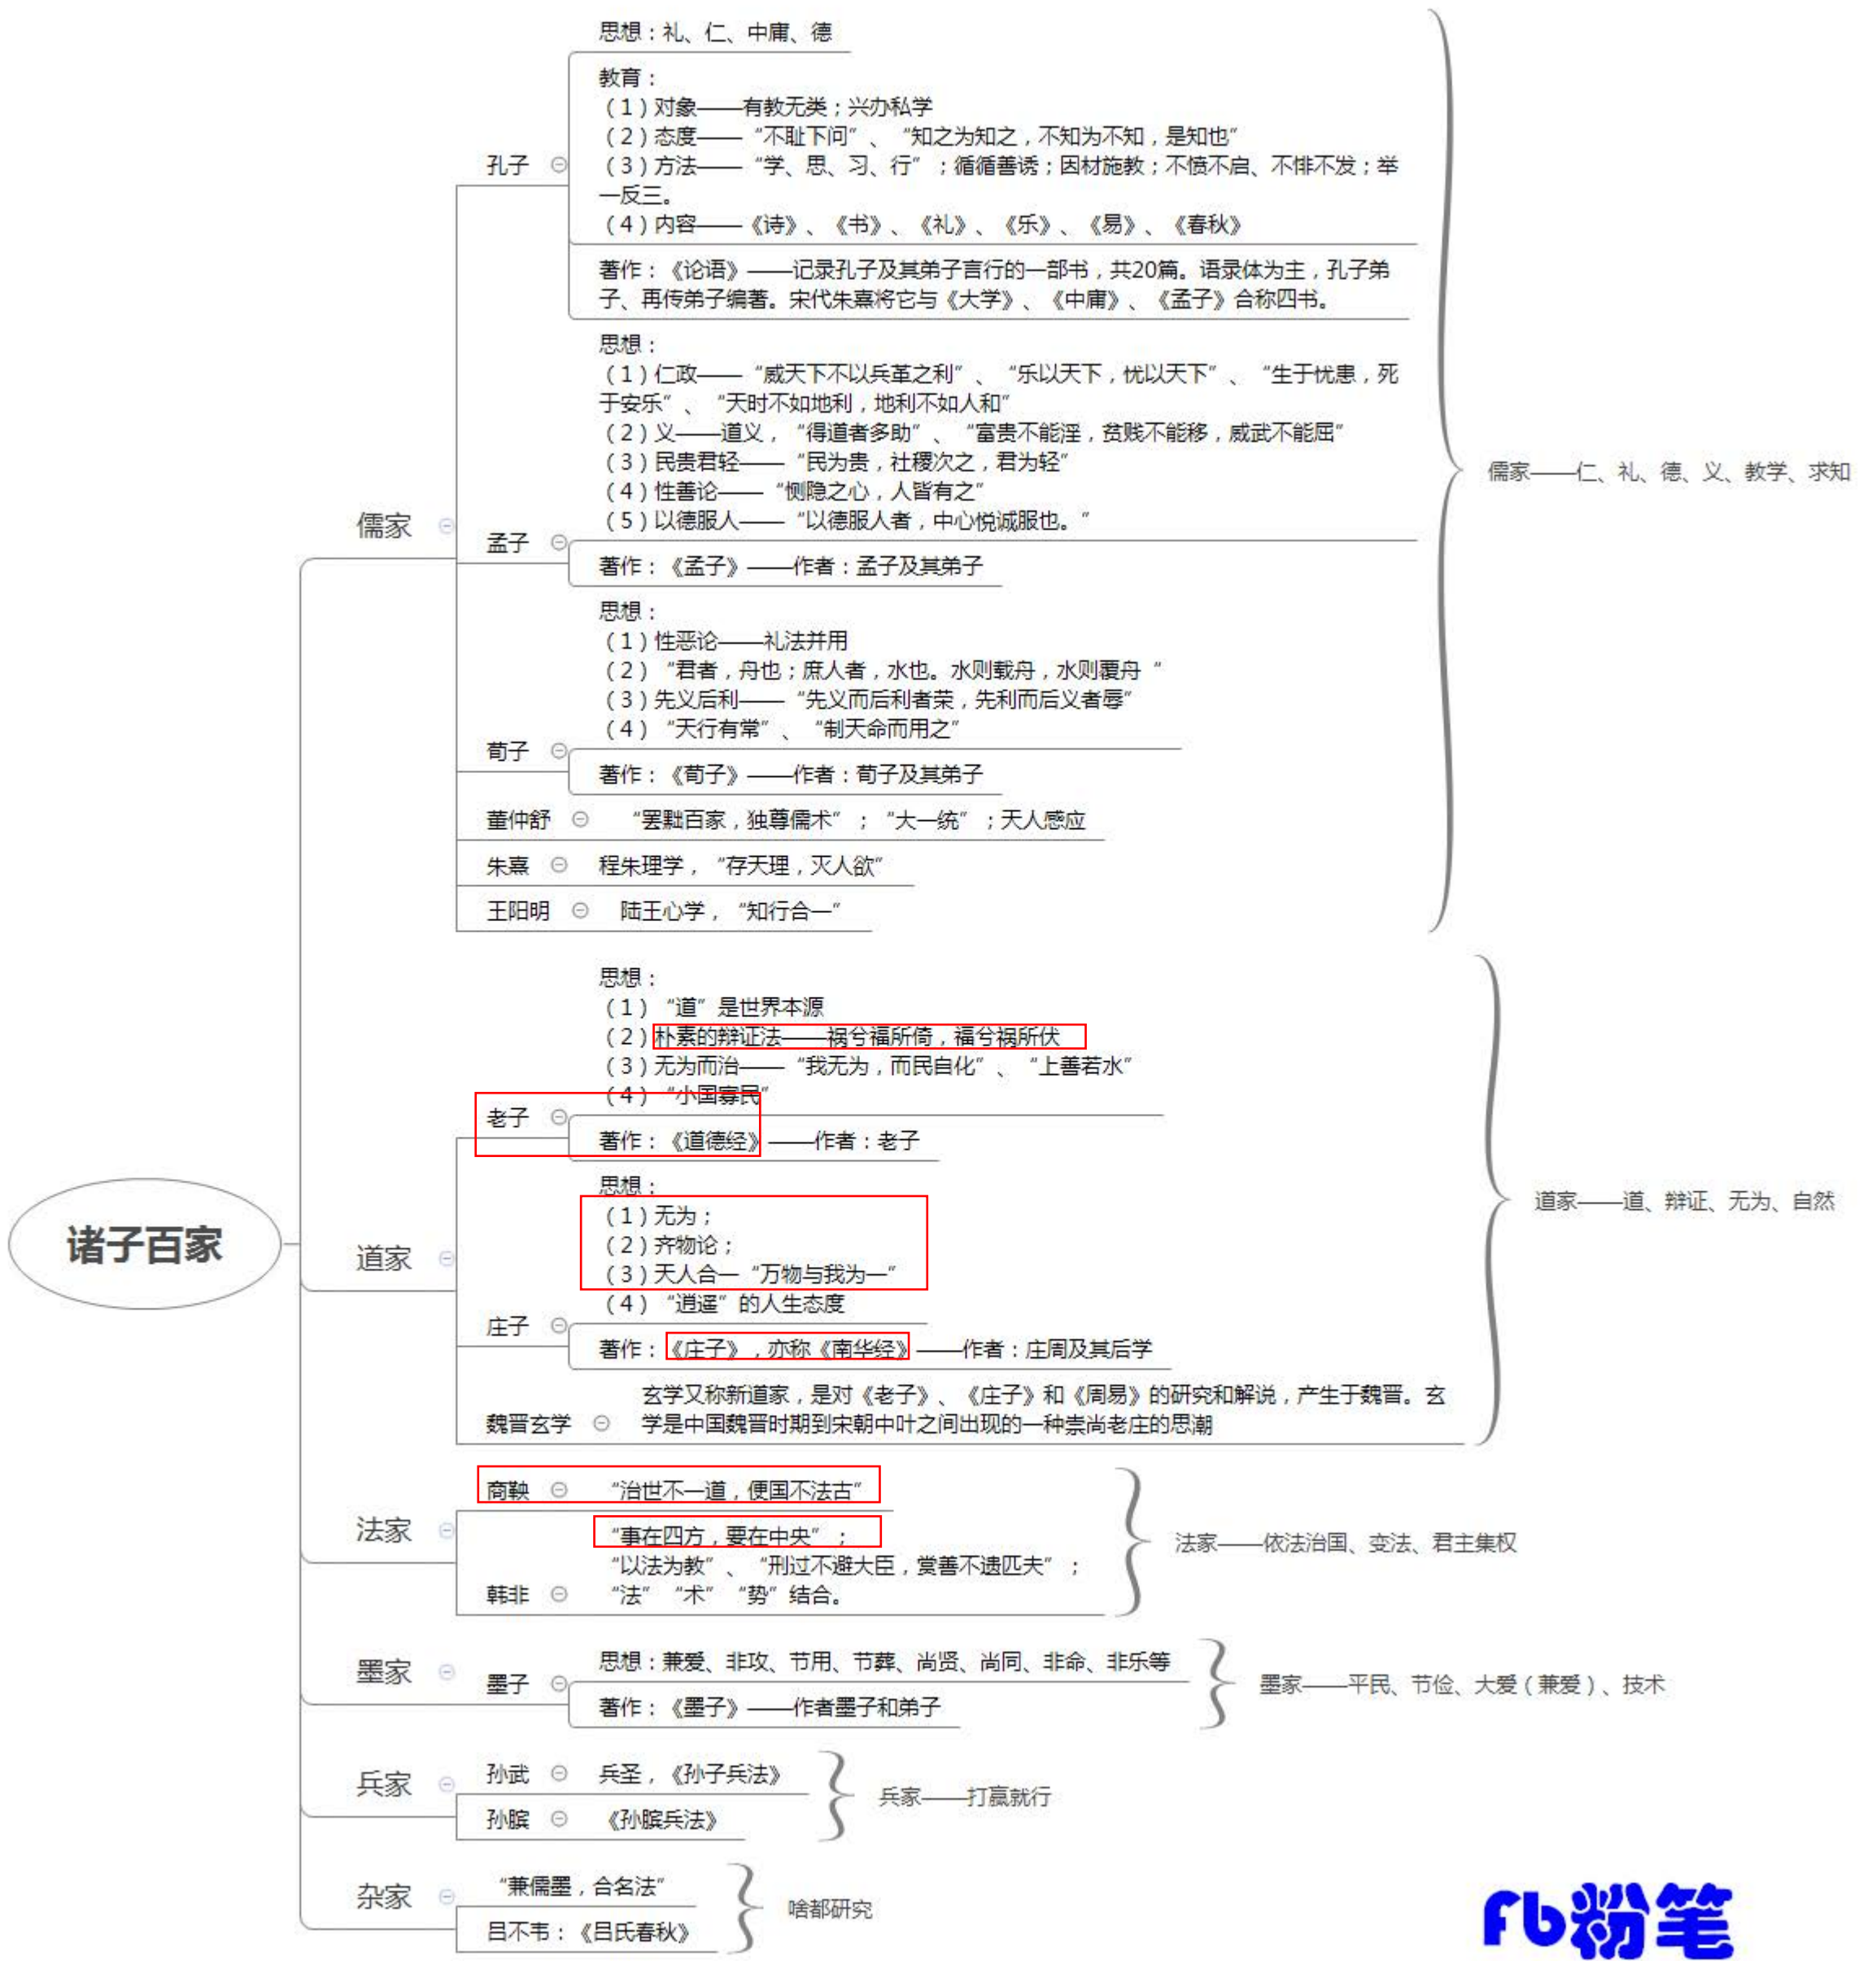 诸子百家
儒家
孔子
思想：礼、仁、中庸、德
教育：
（1）对象——有教无类；兴办私学
（2）态度——“不耻下问”、“知之为知之，不知为不知，是知也”
（3）方法——“学、思、习、行”；循循善诱；因材施教；不愤不启、不悱不发；举
一反三。
（4）内容——《诗》、《书》、《礼》、《乐》、《易》、《春秋》
著作：《论语》——记录孔子及其弟子言行的一部书，共20篇。语录体为主，孔子弟
子、再传弟子编著。宋代朱熹将它与《大学》、《中庸》、《孟子》合称四书。
孟子
思想：
（1）仁政——“威天下不以兵革之利”、“乐以天下，忧以天下”、“生于忧患，死
于安乐”、“天时不如地利，地利不如人和”
（2）义——道义，“得道者多助”、“富贵不能淫，贫贱不能移，威武不能屈”
（3）民贵君轻——“民为贵，社稷次之，君为轻”
（4）性善论——“恻隐之心，人皆有之”
（5）以德服人——“以德服人者，中心悦诚服也。”
著作：《孟子》——作者：孟子及其弟子
荀子
思想：
（1）性恶论——礼法并用
（2）“君者，舟也；庶人者，水也。水则载舟，水则覆舟 “
（3）先义后利——“先义而后利者荣，先利而后义者辱”
（4）“天行有常”、“制天命而用之”
著作：《荀子》——作者：荀子及其弟子
董仲舒
“罢黜百家，独尊儒术”；“大一统”；天人感应
朱熹
程朱理学，“存天理，灭人欲”
王阳明
陆王心学，“知行合一”
儒家——仁、礼、德、义、教学、求知
道家
老子
思想：
（1）“道”是世界本源
（2）朴素的辩证法——祸兮福所倚，福兮祸所伏
（3）无为而治——“我无为，而民自化”、“上善若水”
（4）“小国寡民”
著作：《道德经》——作者：老子
庄子
思想：
（1）无为；
（2）齐物论；
（3）天人合一“万物与我为一”
（4）“逍遥”的人生态度
著作：《庄子》，亦称《南华经》——作者：庄周及其后学
魏晋玄学
玄学又称新道家，是对《老子》、《庄子》和《周易》的研究和解说，产生于魏晋。玄
学是中国魏晋时期到宋朝中叶之间出现的一种崇尚老庄的思潮
道家——道、辩证、无为、自然
法家
商鞅
“治世不一道，便国不法古”
韩非
“事在四方，要在中央”；
“以法为教”、“刑过不避大臣，赏善不遗匹夫”；
“法”“术”“势”结合。
法家——依法治国、变法、君主集权
墨家
墨子
思想：兼爱、非攻、节用、节葬、尚贤、尚同、非命、非乐等
著作：《墨子》——作者墨子和弟子
墨家——平民、节俭、大爱（兼爱）、技术
兵家
孙武
兵圣，《孙子兵法》
孙膑
《孙膑兵法》
兵家——打赢就行
杂家
“兼儒墨，合名法”
吕不韦：《吕氏春秋》
啥都研究
Fb粉笔